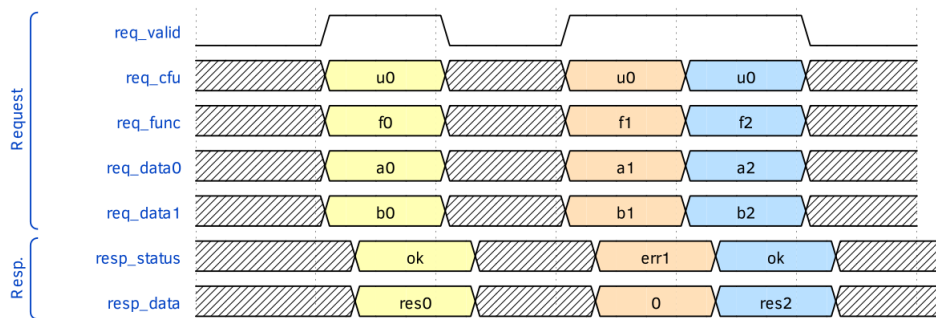 Request
req_valid
req_cfu u0 u0 u0
req_func f0 f1 f2
req_data0 a0 a1 a2
req_data1 b0 b1 b2
Resp.
resp_status ok err1 ok
resp_data res0 0 res2